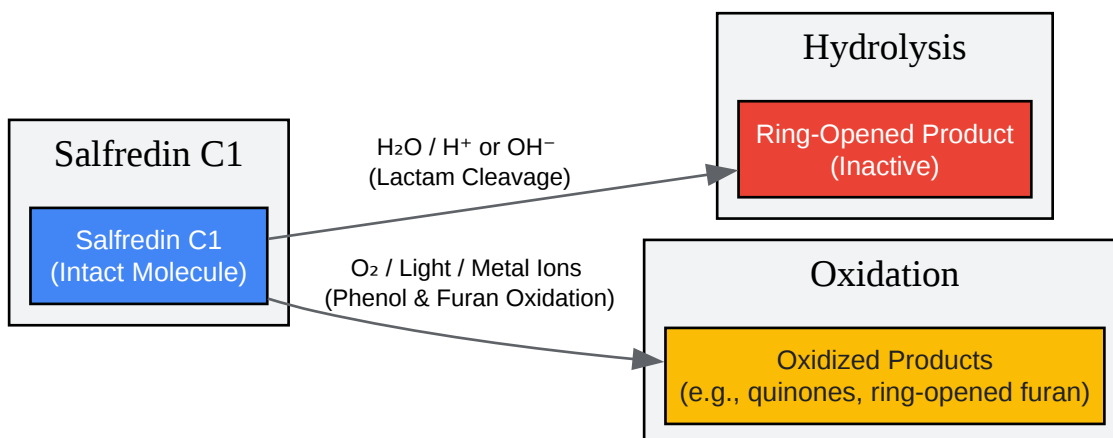 Salfredin C1
Salfredin C1
(Intact Molecule)
H₂O / H⁺ or OH⁻
(Lactam Cleavage)
O₂ / Light / Metal Ions
(Phenol & Furan Oxidation)
Hydrolysis
Ring-Opened Product
(Inactive)
Oxidation
Oxidized Products
(e.g., quinones, ring-opened furan)